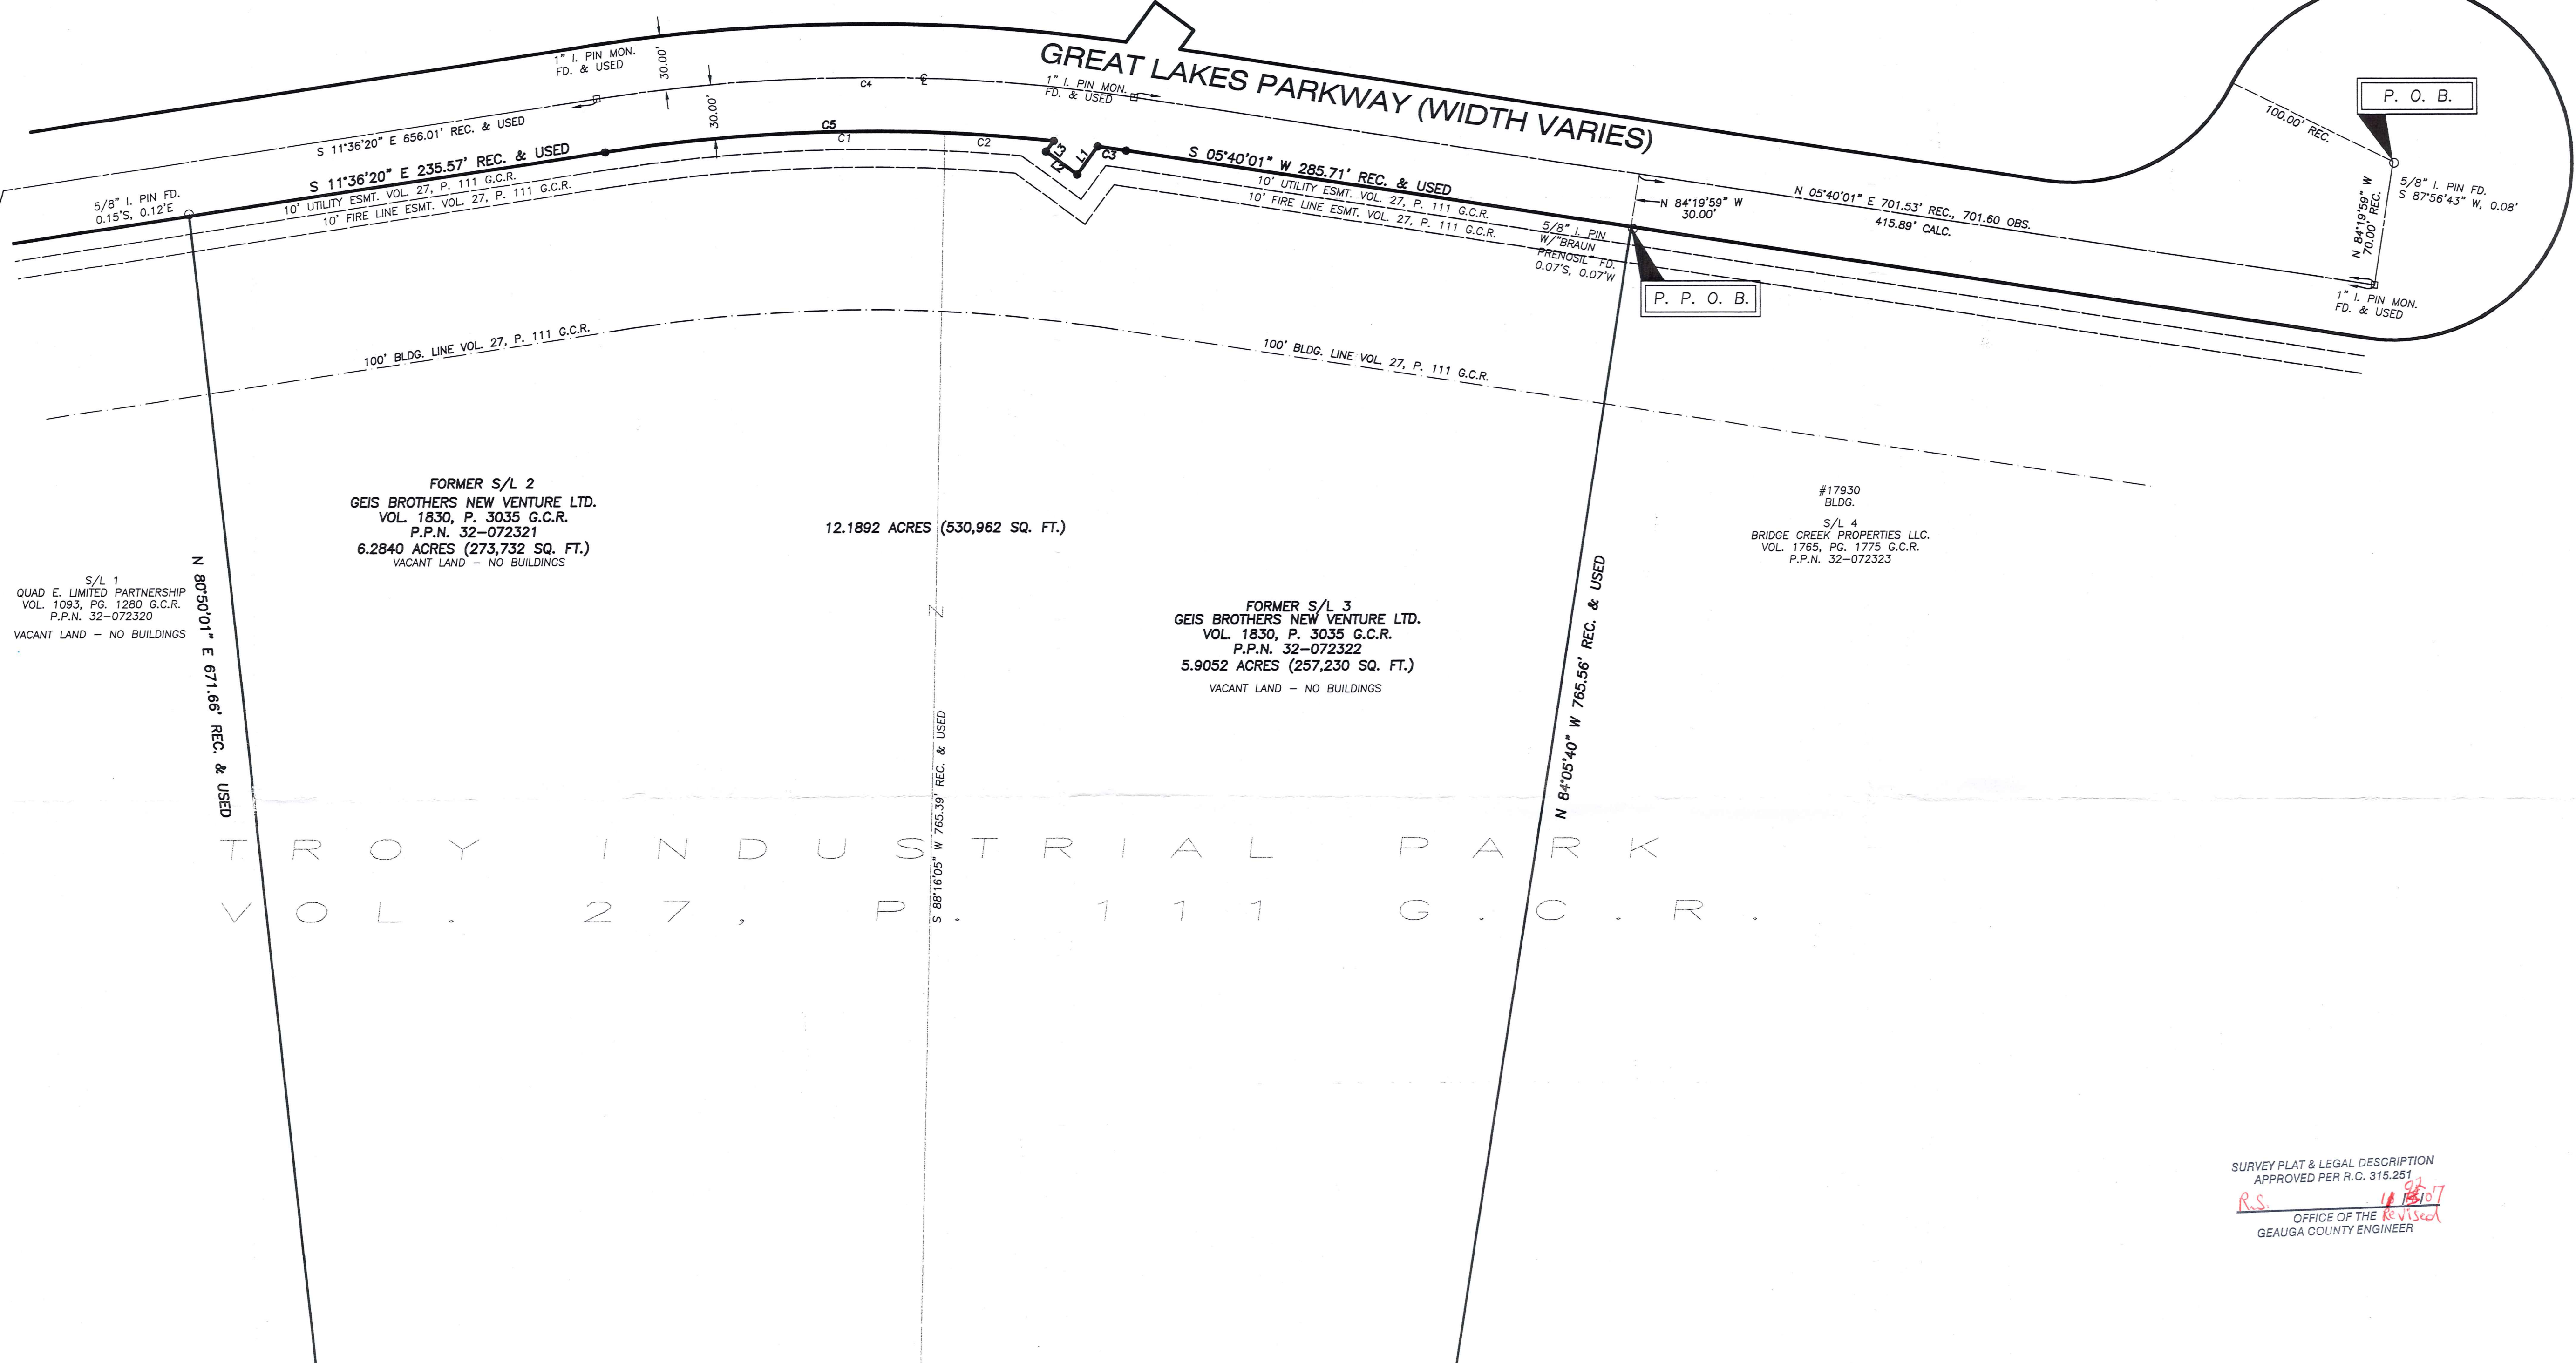 GREAT LAKES PARKWAY (WIDTH VARIES)
1" I. PIN MON.
FD. & USED
30.00'
30.00'
C4
℄
1" I. PIN MON.
FD. & USED
S 11°36'20" E 656.01' REC. & USED
C5
C1
C2
L3
L2
L1
C3
S 11°36'20" E 235.57' REC. & USED
10' UTILITY ESMT. VOL. 27, P. 111 G.C.R.
10' FIRE LINE ESMT. VOL. 27, P. 111 G.C.R.
5/8" I. PIN FD.
0.15'S, 0.12'E
S 05°40'01" W 285.71' REC. & USED
10' UTILITY ESMT. VOL. 27, P. 111 G.C.R.
10' FIRE LINE ESMT. VOL. 27, P. 111 G.C.R.
5/8" I. PIN
W/"BRAUN
PRENOSIL" FD.
0.07'S, 0.07'W
P. P. O. B.
N 84°19'59" W
30.00'
N 05°40'01" E 701.53' REC., 701.60 OBS.
415.89' CALC.
100.00' REC.
P. O. B.
5/8" I. PIN FD.
S 87°56'43" W, 0.08'
N 84°19'59" W
70.00' REC.
1" I. PIN MON.
FD. & USED
100' BLDG. LINE VOL. 27, P. 111 G.C.R.
100' BLDG. LINE VOL. 27, P. 111 G.C.R.
FORMER S/L 2
GEIS BROTHERS NEW VENTURE LTD.
VOL. 1830, P. 3035 G.C.R.
P.P.N. 32-072321
6.2840 ACRES (273,732 SQ. FT.)
VACANT LAND - NO BUILDINGS
12.1892 ACRES (530,962 SQ. FT.)
#17930
BLDG.
S/L 4
BRIDGE CREEK PROPERTIES LLC.
VOL. 1765, PG. 1775 G.C.R.
P.P.N. 32-072323
S/L 1
QUAD E. LIMITED PARTNERSHIP
VOL. 1093, PG. 1280 G.C.R.
P.P.N. 32-072320
VACANT LAND - NO BUILDINGS
N 80°50'01" E 671.66' REC. & USED
Z
FORMER S/L 3
GEIS BROTHERS NEW VENTURE LTD.
VOL. 1830, P. 3035 G.C.R.
P.P.N. 32-072322
5.9052 ACRES (257,230 SQ. FT.)
VACANT LAND - NO BUILDINGS
S 88°16'05" W 765.39' REC. & USED
N 84°05'40" W 765.56' REC. & USED
TROY INDUSTRIAL PARK
VOL. 27, P. 111 G.C.R.
SURVEY PLAT & LEGAL DESCRIPTION
APPROVED PER R.C. 315.251
R.S.
Revised
OFFICE OF THE
GEAUGA COUNTY ENGINEER